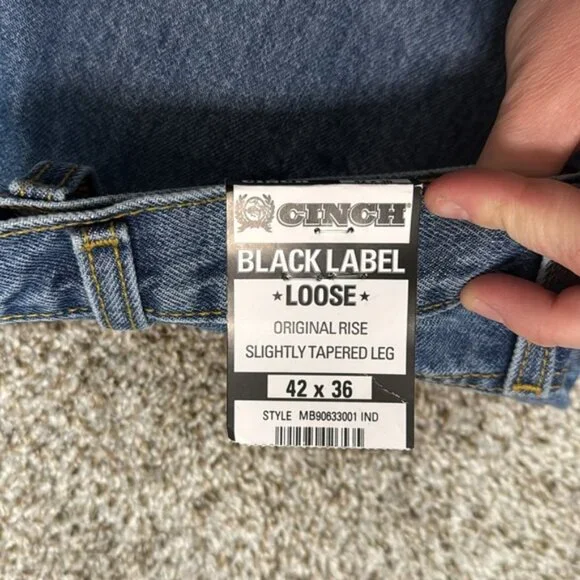 CINCH
BLACK LABEL
★LOOSE★
ORIGINAL RISE
SLIGHTLY TAPERED LEG
42 x 36
STYLE MB90633001 IND